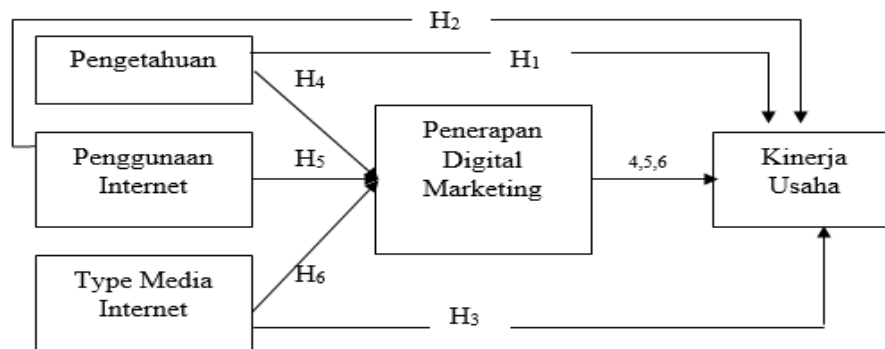 H₂
Pengetahuan
H₁
H₄
Penerapan
Digital
Marketing
Penggunaan
Internet
H₅
4,5,6
Kinerja
Usaha
Type Media
Internet
H₆
H₃